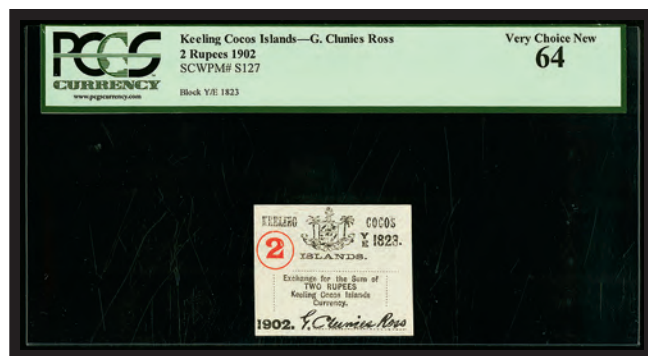 PCGS
CURRENCY
www.pcgscurrency.com
Keeling Cocos Islands—G. Clunies Ross
2 Rupees 1902
SCWPM# S127
Block Y/E 1823
Very Choice New
64
KEELING COCOS
2
Y/E 1823.
ISLANDS.
Exchange for the Sum of
TWO RUPEES
Keeling Cocos Islands
Currency.
1902. G. Clunies Ross